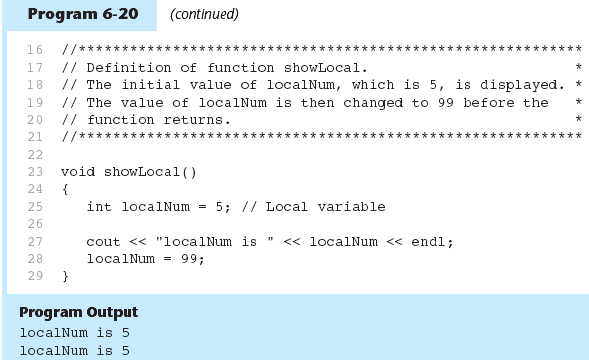 Program 6-20 (continued)
16 //***********************************************************
17 // Definition of function showLocal. *
18 // The initial value of localNum, which is 5, is displayed. *
19 // The value of localNum is then changed to 99 before the *
20 // function returns. *
21 //***********************************************************
22
23 void showLocal()
24 {
25 int localNum = 5; // Local variable
26
27 cout << "localNum is " << localNum << endl;
28 localNum = 99;
29 }
Program Output
localNum is 5
localNum is 5